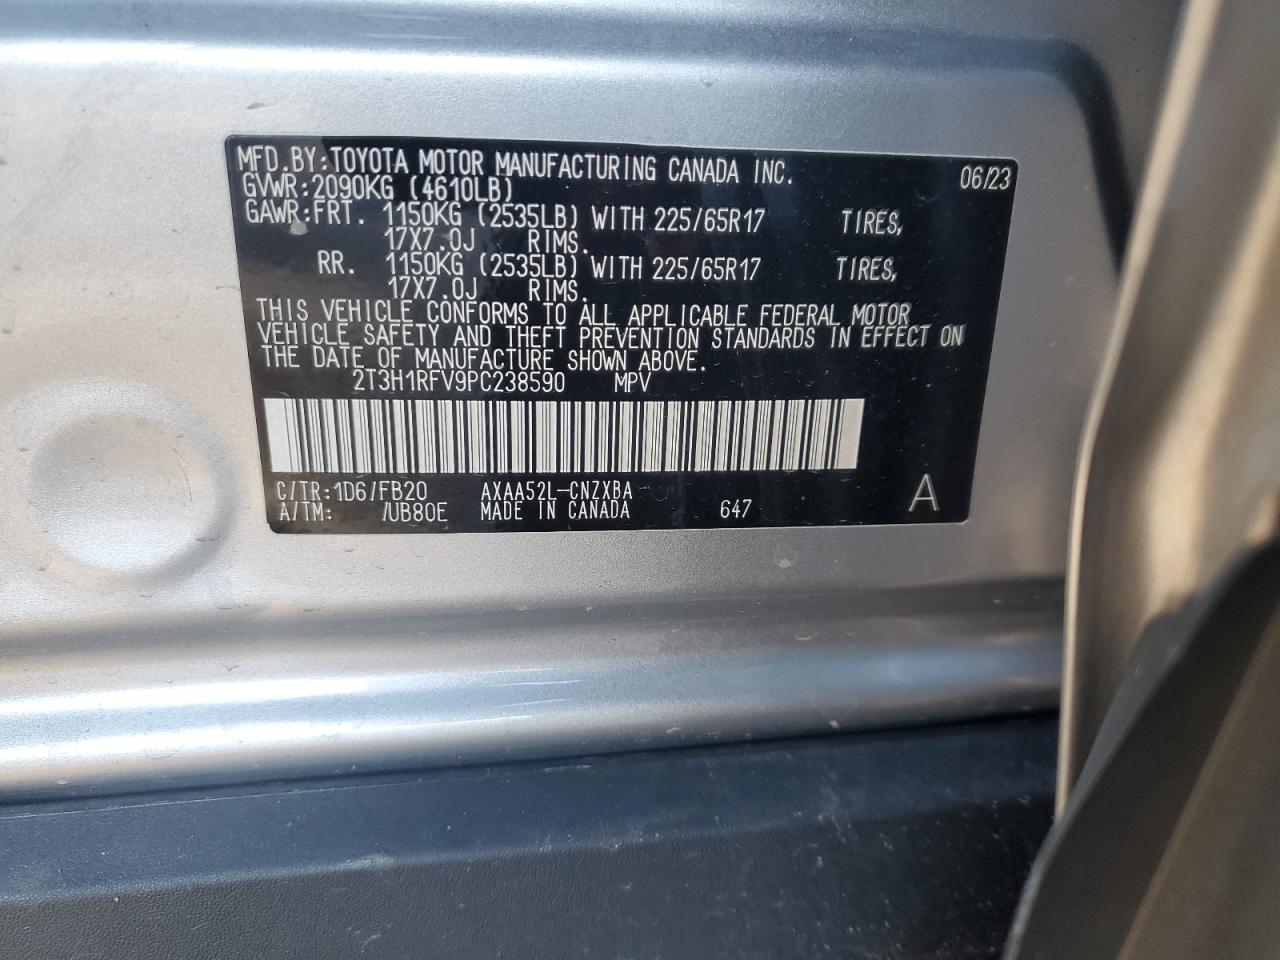 MFD.BY:TOYOTA MOTOR MANUFACTURING CANADA INC. 06/23
GVWR:2090KG (4610LB)
GAWR:FRT. 1150KG (2535LB) WITH 225/65R17 TIRES,
17X7.0J RIMS.
RR. 1150KG (2535LB) WITH 225/65R17 TIRES,
17X7.0J RIMS.
THIS VEHICLE CONFORMS TO ALL APPLICABLE FEDERAL MOTOR
VEHICLE SAFETY AND THEFT PREVENTION STANDARDS IN EFFECT ON
THE DATE OF MANUFACTURE SHOWN ABOVE.
2T3H1RFV9PC238590 MPV
C/TR:1D6/FB20 AXAA52L-CNZXBA
A/TM: /UB80E MADE IN CANADA 647 A